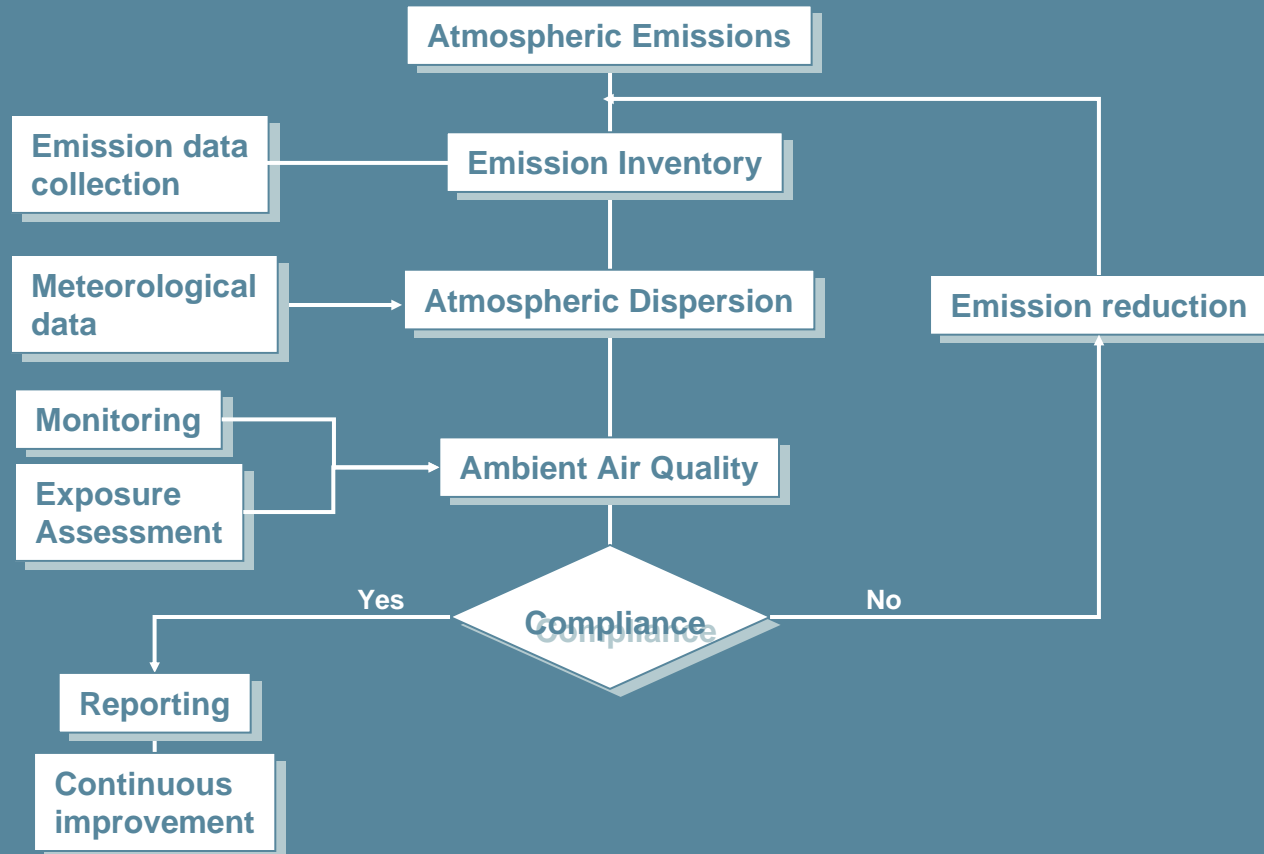 Atmospheric Emissions
Emission data
collection
Emission Inventory
Meteorological
data
Atmospheric Dispersion
Emission reduction
Monitoring
Ambient Air Quality
Exposure
Assessment
Yes
No
Compliance
Reporting
Continuous
improvement